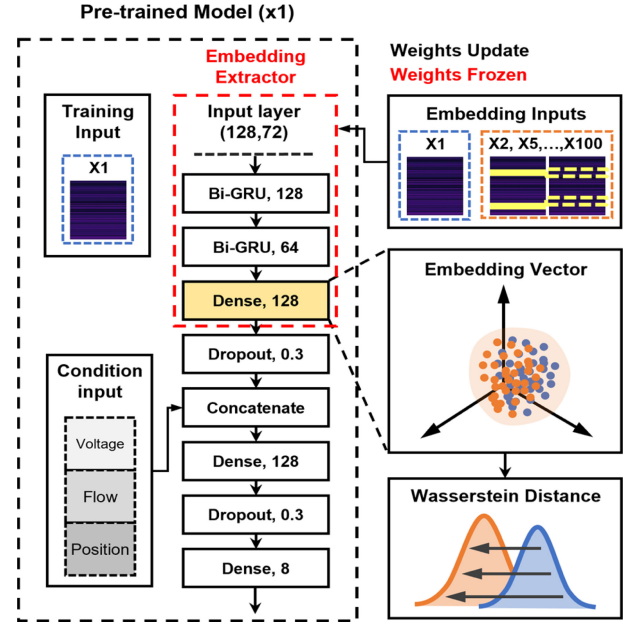 Pre-trained Model (x1)
Embedding
Extractor
Weights Update
Weights Frozen
Training
Input
X1
Input layer
(128,72)
Bi-GRU, 128
Bi-GRU, 64
Dense, 128
Dropout, 0.3
Concatenate
Dense, 128
Dropout, 0.3
Dense, 8
Condition
input
Voltage
Flow
Position
Embedding Inputs
X1
X2, X5,...,X100
Embedding Vector
Wasserstein Distance